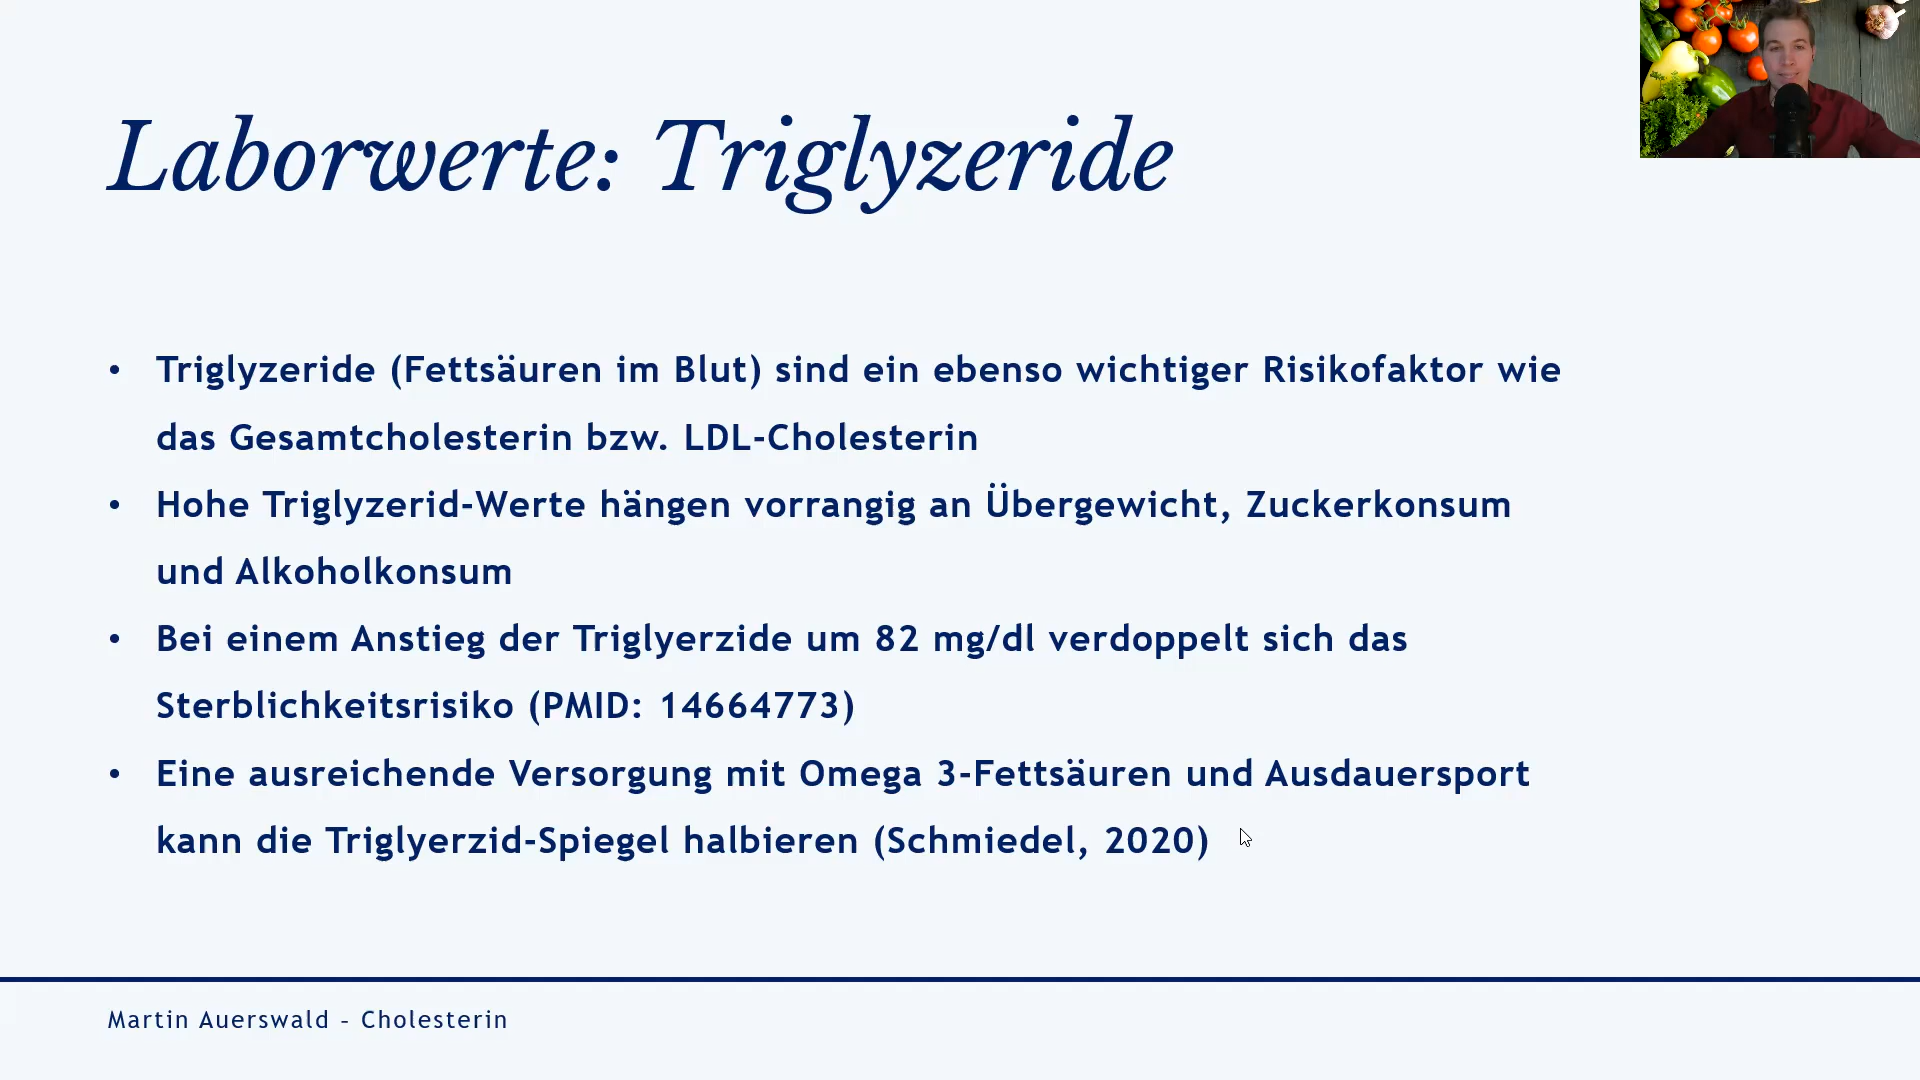 Laborwerte: Triglyzeride
• Triglyzeride (Fettsäuren im Blut) sind ein ebenso wichtiger Risikofaktor wie
das Gesamtcholesterin bzw. LDL-Cholesterin
• Hohe Triglyzerid-Werte hängen vorrangig an Übergewicht, Zuckerkonsum
und Alkoholkonsum
• Bei einem Anstieg der Triglyerzide um 82 mg/dl verdoppelt sich das
Sterblichkeitsrisiko (PMID: 14664773)
• Eine ausreichende Versorgung mit Omega 3-Fettsäuren und Ausdauersport
kann die Triglyerzid-Spiegel halbieren (Schmiedel, 2020)
Martin Auerswald – Cholesterin